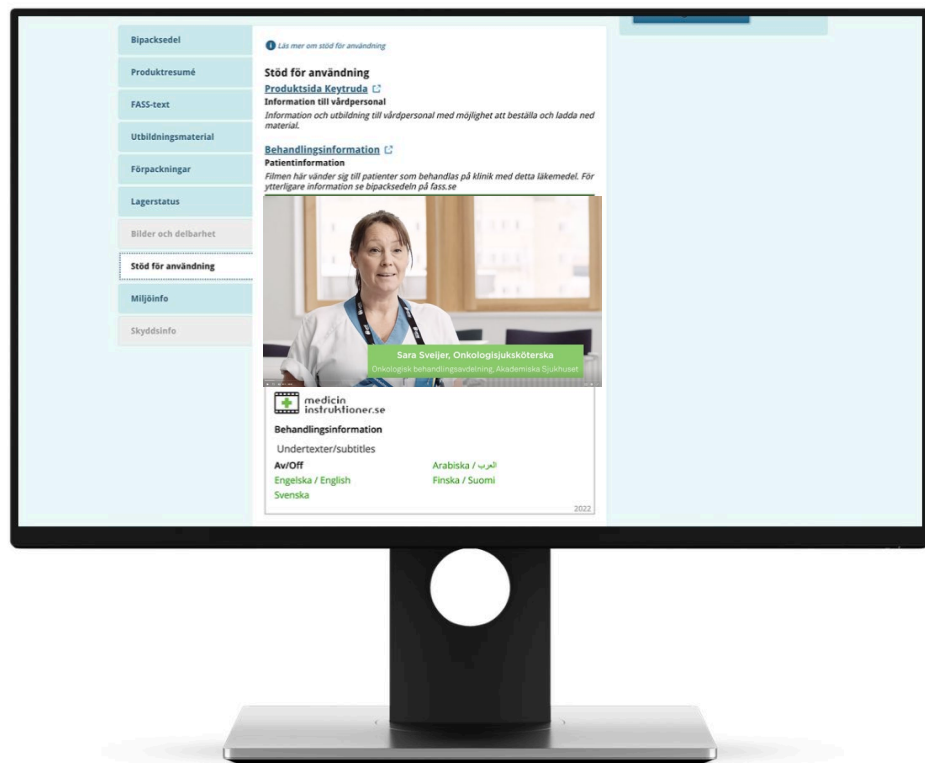 Bipacksedel
Produktresumé
FASS-text
Utbildningsmaterial
Förpackningar
Lagerstatus
Bilder och delbarhet
Stöd för användning
Miljöinfo
Skyddsinfo
Läs mer om stöd för användning
Stöd för användning
Produktsida Keytruda
Information till vårdpersonal
Information och utbildning till vårdpersonal med möjlighet att beställa och ladda ned
material.
Behandlingsinformation
Patientinformation
Filmen här vänder sig till patienter som behandlas på klinik med detta läkemedel. För
ytterligare information se bipacksedeln på fass.se
Sara Sveijer, Onkologisjuksköterska
Onkologisk behandlingsavdelning, Akademiska Sjukhuset
medicin
instruktioner.se
Behandlingsinformation
Undertexter/subtitles
Av/Off
Arabiska / العرب
Engelska / English
Finska / Suomi
Svenska
2022